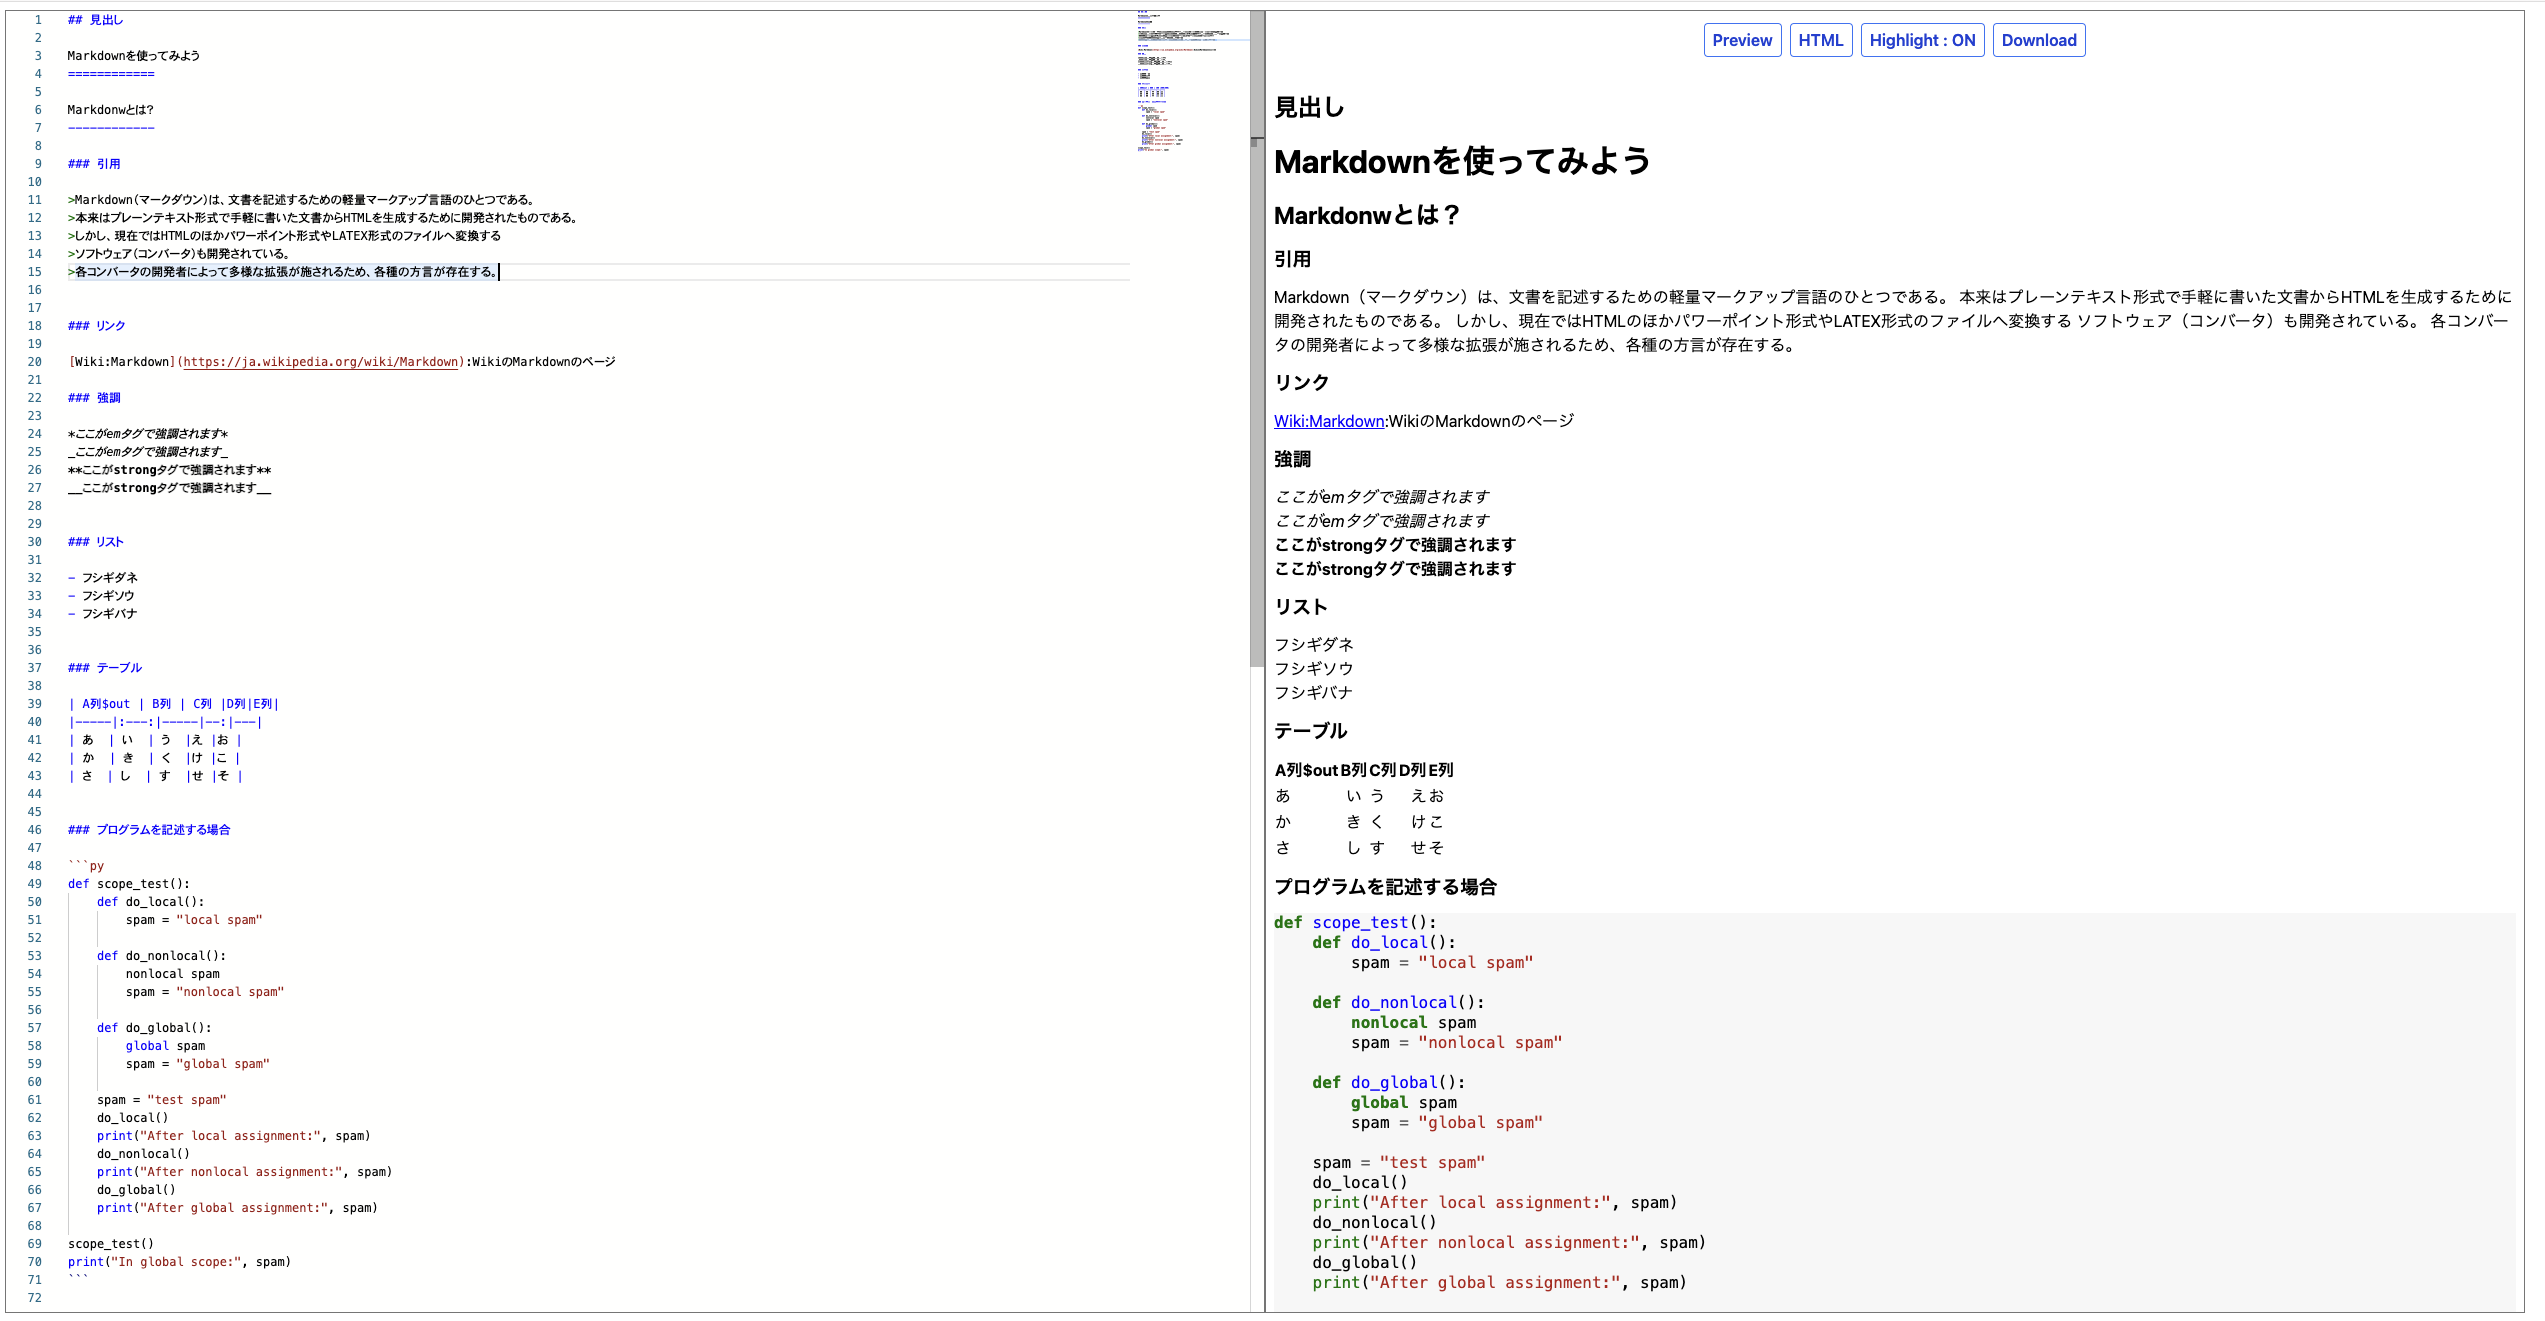 1 ## 見出し
2
3 Markdownを使ってみよう
4 ============
5
6 Markdonwとは?
7 ------------
8
9 ### 引用
10
11 >Markdown(マークダウン)は、文書を記述するための軽量マークアップ言語のひとつである。
12 >本来はプレーンテキスト形式で手軽に書いた文書からHTMLを生成するために開発されたものである。
13 >しかし、現在ではHTMLのほかパワーポイント形式やLATEX形式のファイルへ変換する
14 >ソフトウェア(コンバータ)も開発されている。
15 >各コンバータの開発者によって多様な拡張が施されるため、各種の方言が存在する。
16
17
18 ### リンク
19
20 [Wiki:Markdown](https://ja.wikipedia.org/wiki/Markdown):WikiのMarkdownのページ
21
22 ### 強調
23
24 *ここがemタグで強調されます*
25 _ここがemタグで強調されます_
26 **ここがstrongタグで強調されます**
27 __ここがstrongタグで強調されます__
28
29
30 ### リスト
31
32 - フシギダネ
33 - フシギソウ
34 - フシギバナ
35
36
37 ### テーブル
38
39 | A列$out | B列 | C列 |D列|E列|
40 |-----|:---:|-----|--:|---|
41 | あ | い | う |え |お |
42 | か | き | く |け |こ |
43 | さ | し | す |せ |そ |
44
45
46 ### プログラムを記述する場合
47
48 ```py
49 def scope_test():
50     def do_local():
51         spam = "local spam"
52
53     def do_nonlocal():
54         nonlocal spam
55         spam = "nonlocal spam"
56
57     def do_global():
58         global spam
59         spam = "global spam"
60
61     spam = "test spam"
62     do_local()
63     print("After local assignment:", spam)
64     do_nonlocal()
65     print("After nonlocal assignment:", spam)
66     do_global()
67     print("After global assignment:", spam)
68
69 scope_test()
70 print("In global scope:", spam)
71 ```
72
Preview HTML Highlight : ON Download
見出し
Markdownを使ってみよう
Markdonwとは？
引用
Markdown（マークダウン）は、文書を記述するための軽量マークアップ言語のひとつである。 本来はプレーンテキスト形式で手軽に書いた文書からHTMLを生成するために
開発されたものである。 しかし、現在ではHTMLのほかパワーポイント形式やLATEX形式のファイルへ変換する ソフトウェア（コンバータ）も開発されている。 各コンバー
タの開発者によって多様な拡張が施されるため、各種の方言が存在する。
リンク
Wiki:Markdown:WikiのMarkdownのページ
強調
ここがemタグで強調されます
ここがemタグで強調されます
ここがstrongタグで強調されます
ここがstrongタグで強調されます
リスト
フシギダネ
フシギソウ
フシギバナ
テーブル
A列$out B列 C列 D列 E列
あ い う え お
か き く け こ
さ し す せ そ
プログラムを記述する場合
def scope_test():
    def do_local():
        spam = "local spam"

    def do_nonlocal():
        nonlocal spam
        spam = "nonlocal spam"

    def do_global():
        global spam
        spam = "global spam"

    spam = "test spam"
    do_local()
    print("After local assignment:", spam)
    do_nonlocal()
    print("After nonlocal assignment:", spam)
    do_global()
    print("After global assignment:", spam)